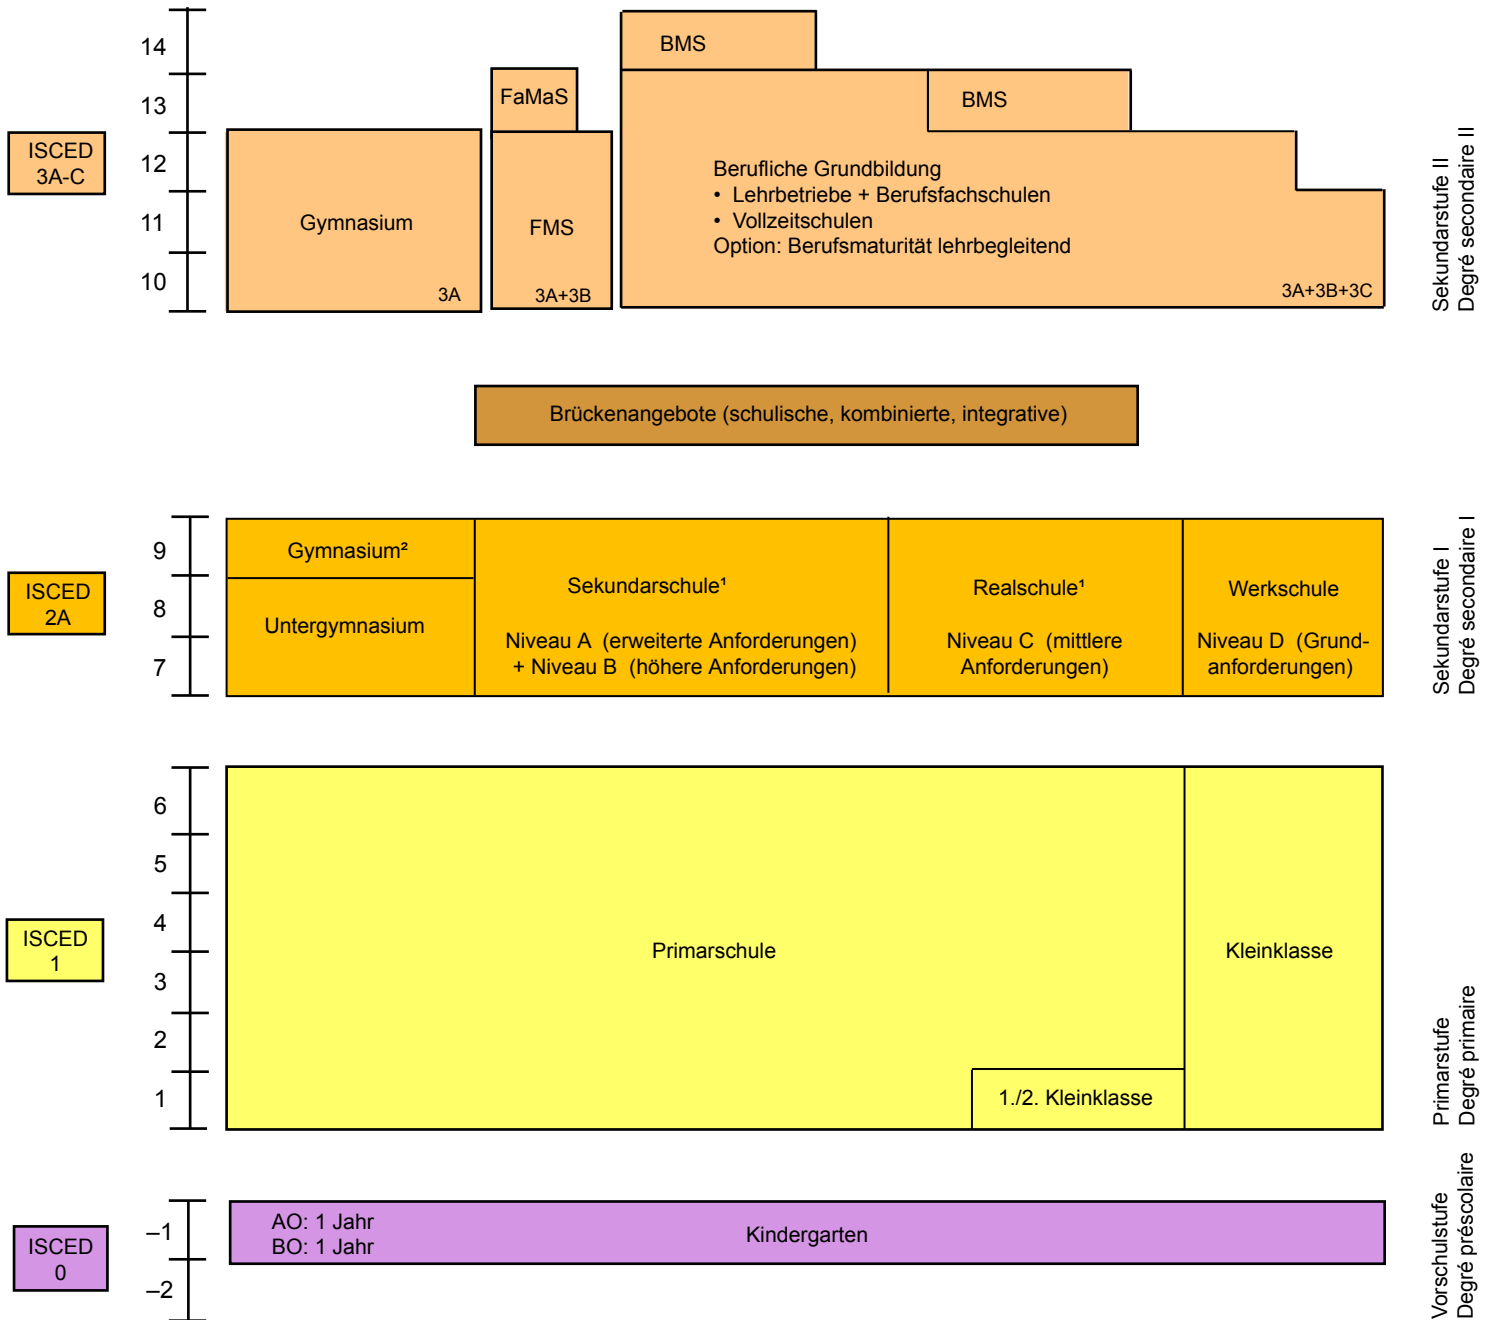 14
BMS
13
FaMaS
BMS
ISCED
3A-C
12
11
10
Gymnasium
3A
FMS
3A+3B
Berufliche Grundbildung
• Lehrbetriebe + Berufsfachschulen
• Vollzeitschulen
Option: Berufsmaturität lehrbegleitend
3A+3B+3C
Sekundarstufe II
Degré secondaire II
Brückenangebote (schulische, kombinierte, integrative)
ISCED
2A
9
8
7
Gymnasium²
Untergymnasium
Sekundarschule¹
Niveau A (erweiterte Anforderungen)
+ Niveau B (höhere Anforderungen)
Realschule¹
Niveau C (mittlere
Anforderungen)
Werkschule
Niveau D (Grund-
anforderungen)
Sekundarstufe I
Degré secondaire I
ISCED
1
6
5
4
3
2
1
Primarschule
1./2. Kleinklasse
Kleinklasse
Primarstufe
Degré primaire
ISCED
0
–1
–2
AO: 1 Jahr
BO: 1 Jahr
Kindergarten
Vorschulstufe
Degré préscolaire